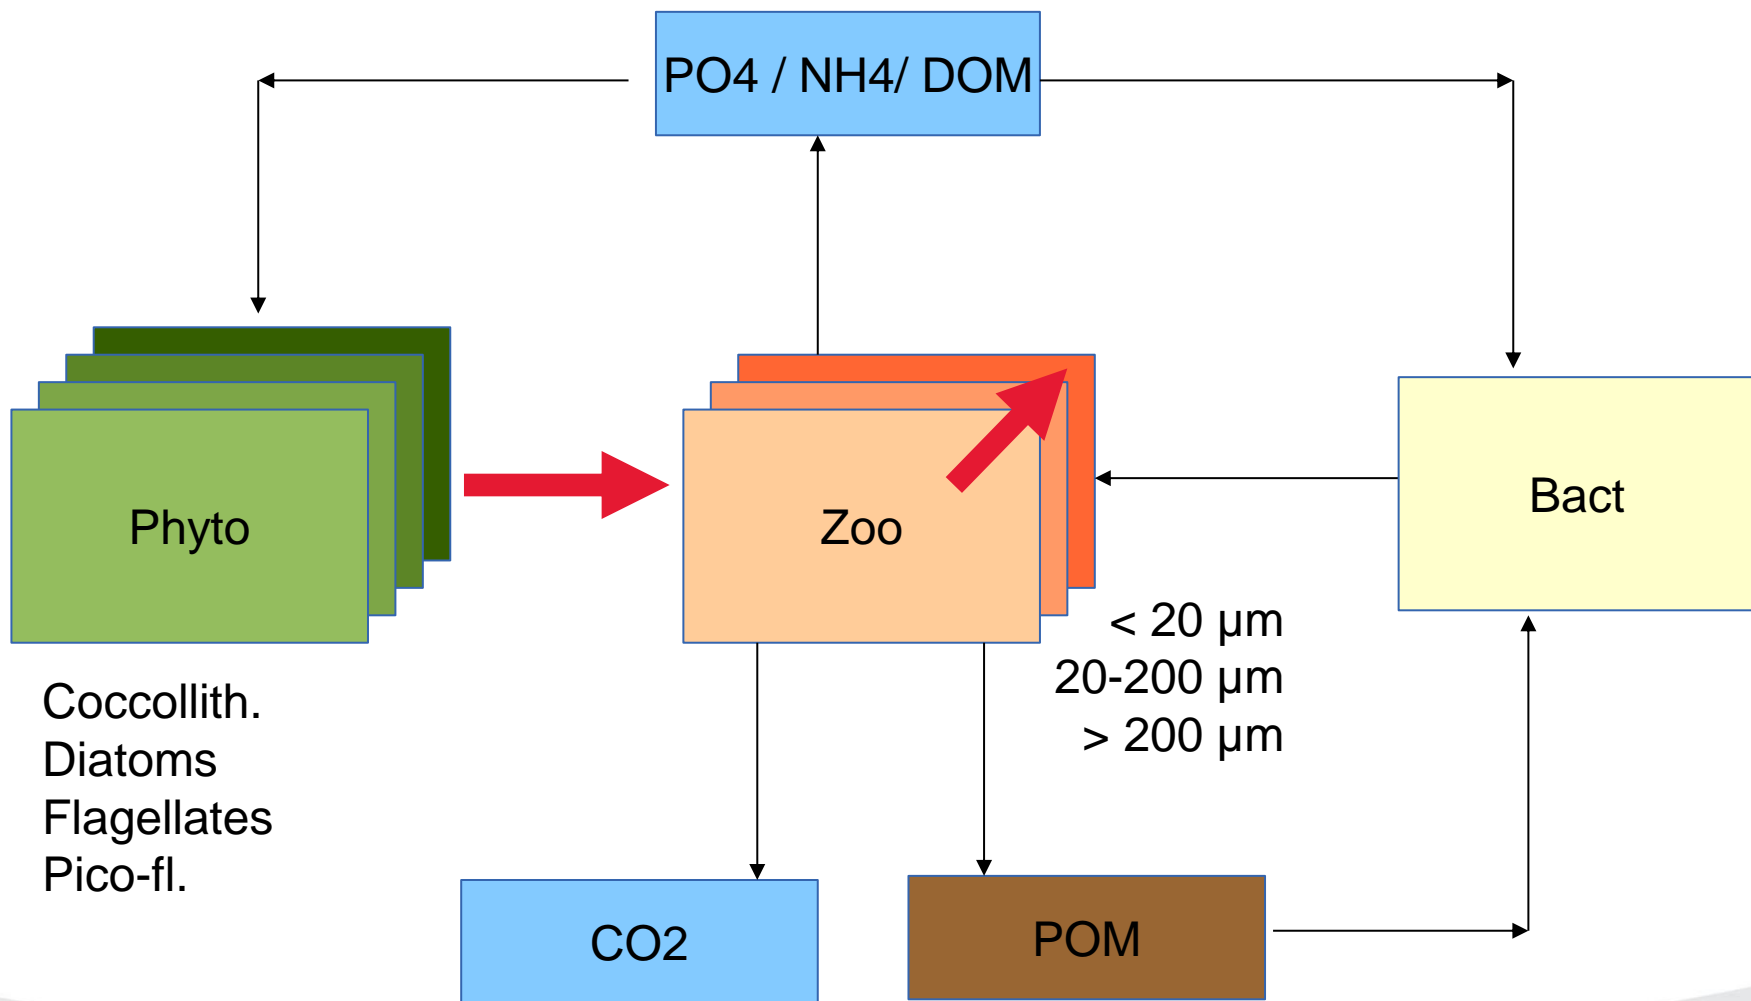 PO4 / NH4/ DOM
Phyto
Zoo
Bact
< 20 µm
20-200 µm
> 200 µm
Coccollith.
Diatoms
Flagellates
Pico-fl.
CO2
POM